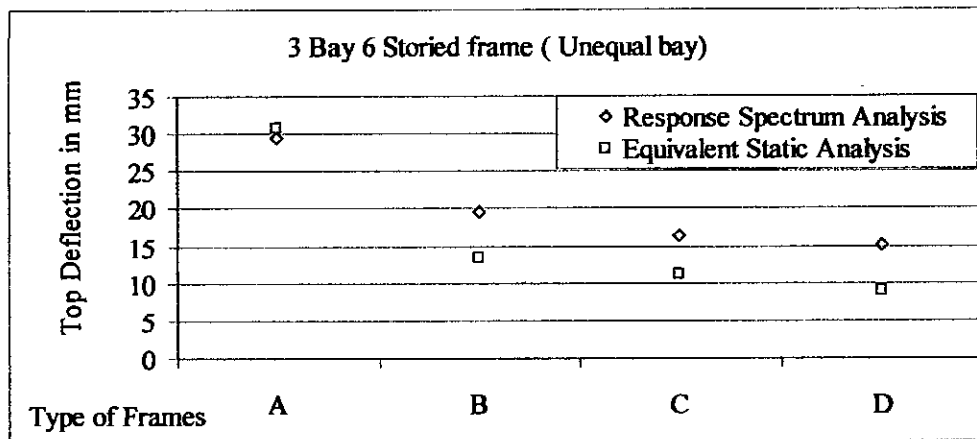 3 Bay 6 Storied frame ( Unequal bay)
Top Deflection in mm
35
30
25
20
15
10
5
0
Response Spectrum Analysis
Equivalent Static Analysis
Type of Frames
A
B
C
D